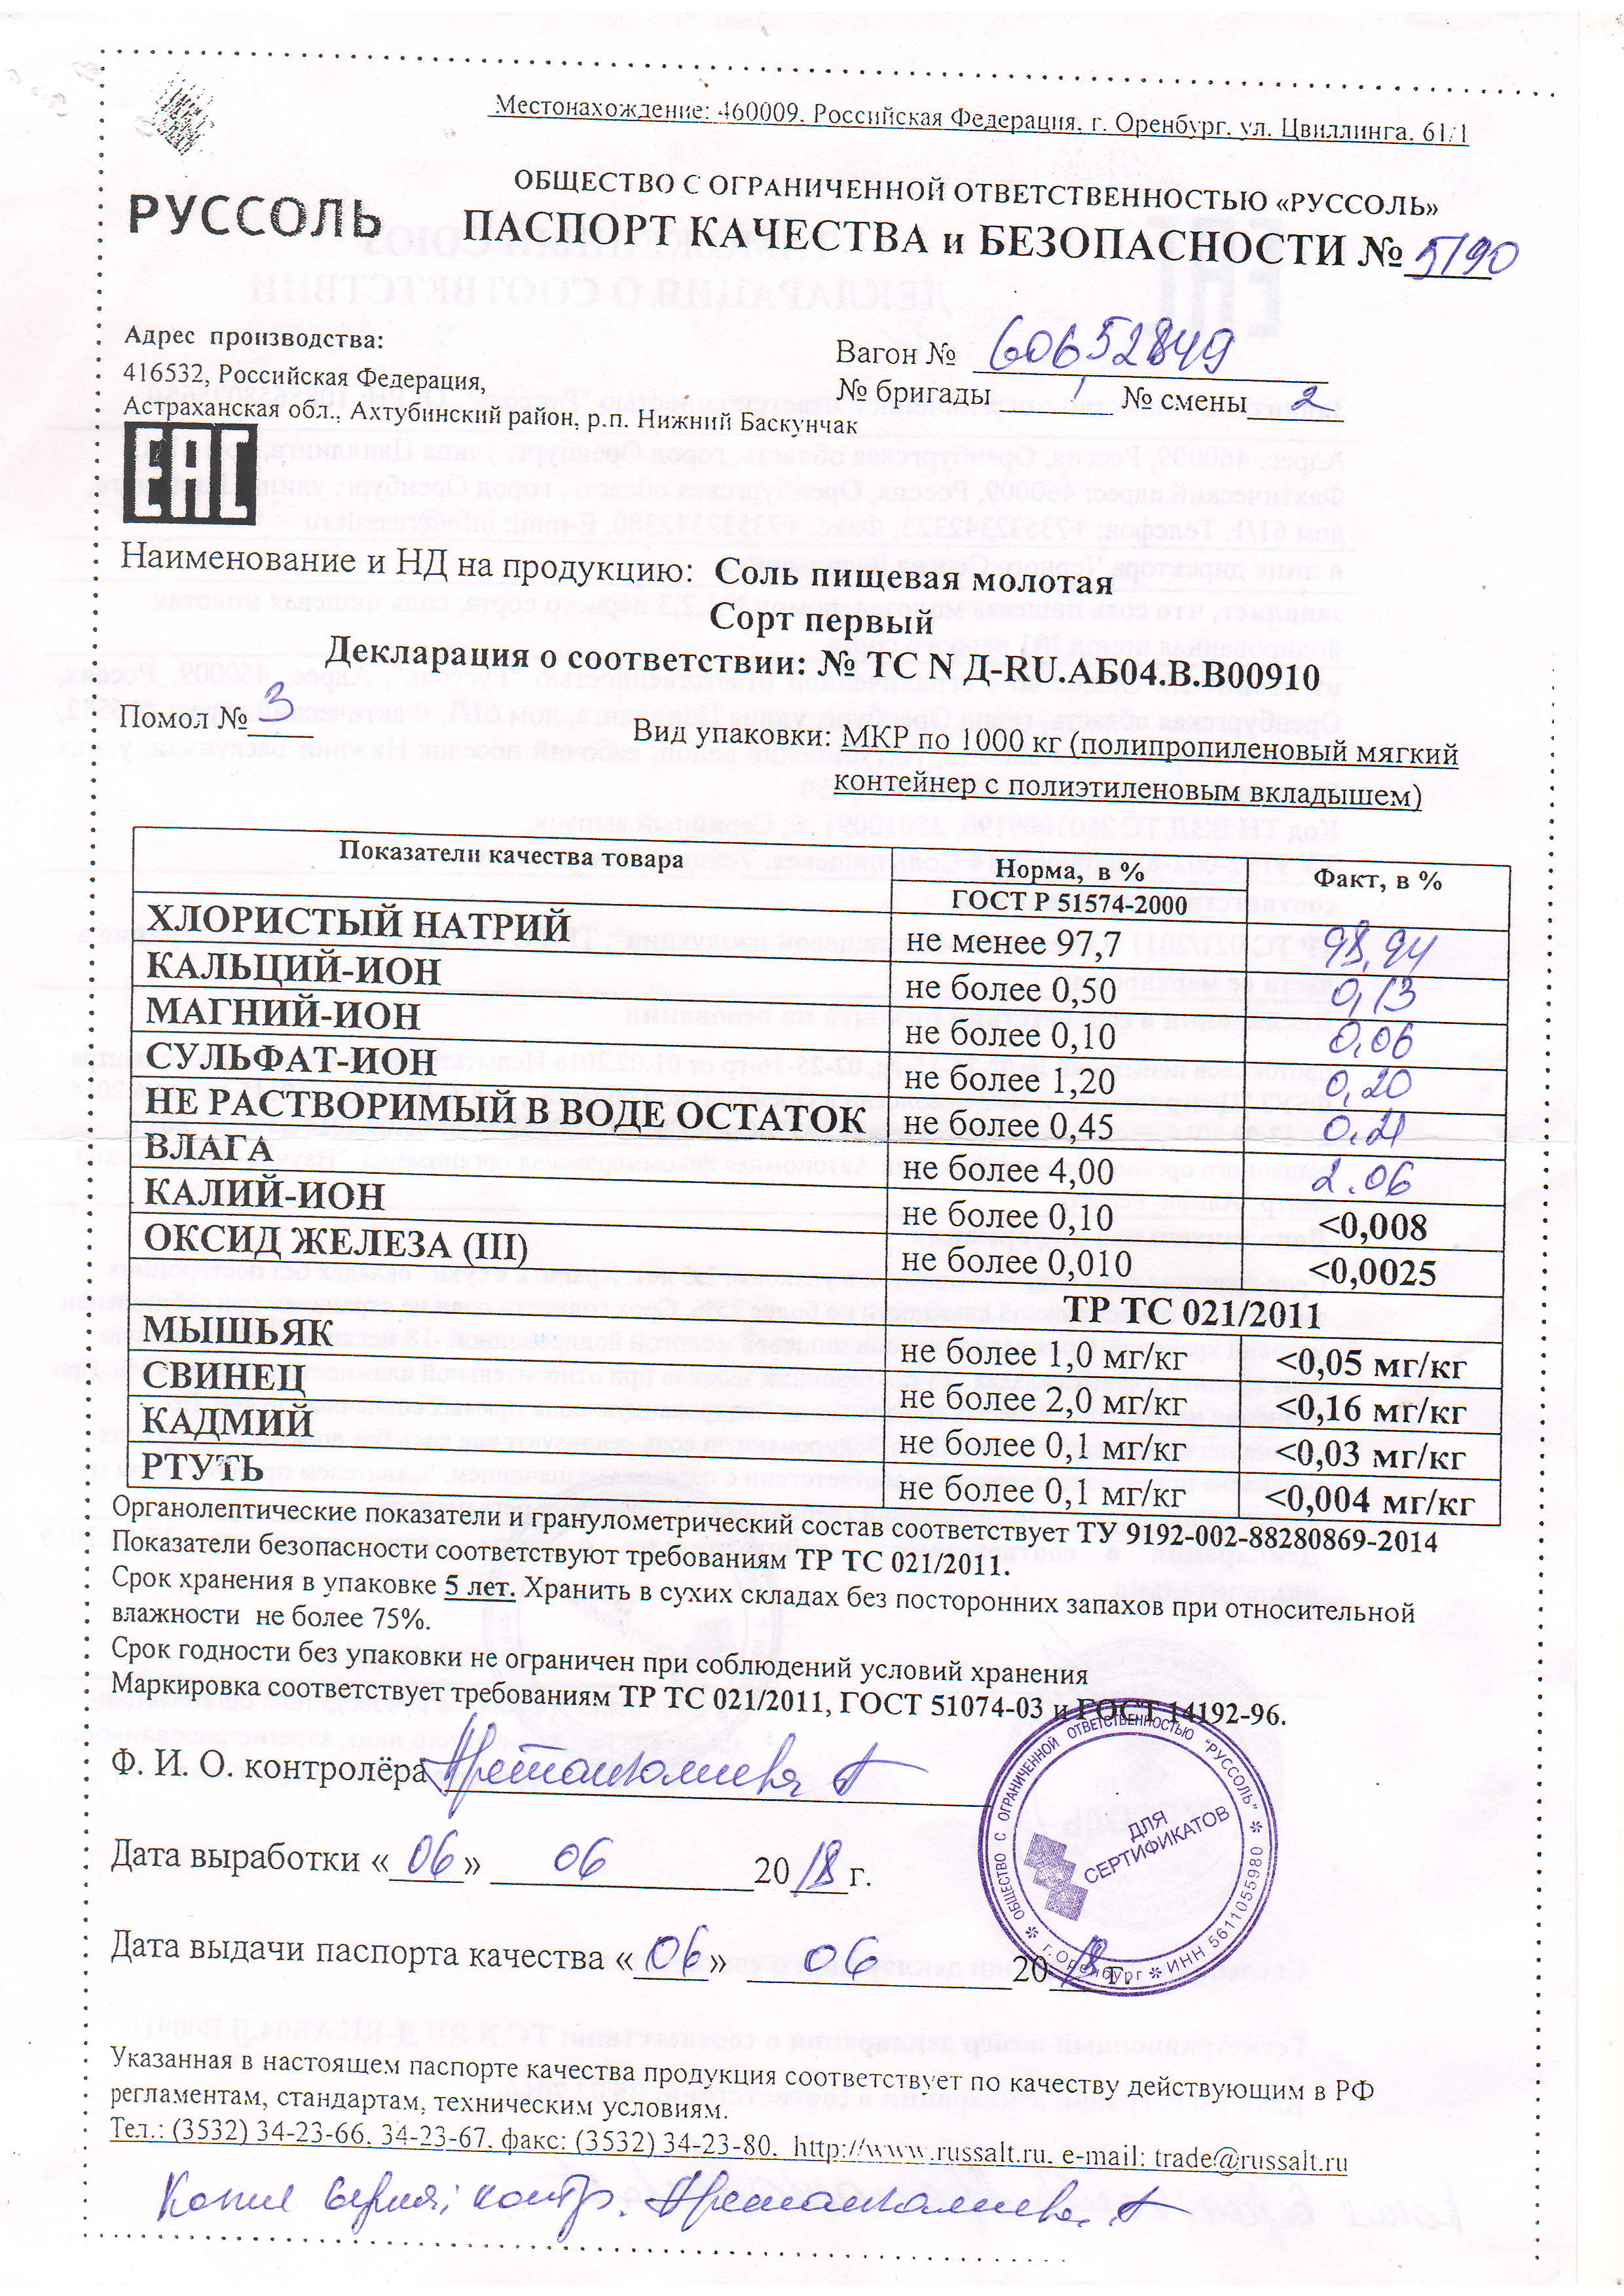 Местонахождение: 460009, Российская Федерация, г. Оренбург, ул. Цвиллинга, 61/1
РУССОЛЬ
ОБЩЕСТВО С ОГРАНИЧЕННОЙ ОТВЕТСТВЕННОСТЬЮ «РУССОЛЬ»
ПАСПОРТ КАЧЕСТВА и БЕЗОПАСНОСТИ № 5190
Адрес производства:
416532, Российская Федерация,
Астраханская обл., Ахтубинский район, р.п. Нижний Баскунчак
Вагон № 60652849
№ бригады 1 № смены 2
ЕАС
Наименование и НД на продукцию: Соль пищевая молотая
Сорт первый
Декларация о соответствии: № ТС N Д-RU.АБ04.В.В00910
Помол № 3
Вид упаковки: МКР по 1000 кг (полипропиленовый мягкий
контейнер с полиэтиленовым вкладышем)
Показатели качества товара Норма, в % Факт, в %
ГОСТ Р 51574-2000
ХЛОРИСТЫЙ НАТРИЙ не менее 97,7 98,94
КАЛЬЦИЙ-ИОН не более 0,50 0,13
МАГНИЙ-ИОН не более 0,10 0,06
СУЛЬФАТ-ИОН не более 1,20 0,20
НЕ РАСТВОРИМЫЙ В ВОДЕ ОСТАТОК не более 0,45 0,21
ВЛАГА не более 4,00 2.06
КАЛИЙ-ИОН не более 0,10 <0,008
ОКСИД ЖЕЛЕЗА (III) не более 0,010 <0,0025
ТР ТС 021/2011
МЫШЬЯК не более 1,0 мг/кг <0,05 мг/кг
СВИНЕЦ не более 2,0 мг/кг <0,16 мг/кг
КАДМИЙ не более 0,1 мг/кг <0,03 мг/кг
РТУТЬ не более 0,1 мг/кг <0,004 мг/кг
Органолептические показатели и гранулометрический состав соответствует ТУ 9192-002-88280869-2014
Показатели безопасности соответствуют требованиям ТР ТС 021/2011.
Срок хранения в упаковке 5 лет. Хранить в сухих складах без посторонних запахов при относительной
влажности не более 75%.
Срок годности без упаковки не ограничен при соблюдений условий хранения
Маркировка соответствует требованиям ТР ТС 021/2011, ГОСТ 51074-03 и ГОСТ 14192-96.
Ф. И. О. контролёра
ОБЩЕСТВО С ОГРАНИЧЕННОЙ ОТВЕТСТВЕННОСТЬЮ "РУССОЛЬ"
ДЛЯ
СЕРТИФИКАТОВ
г. Оренбург ИНН 5611055980
Дата выработки «06» 06 2018 г.
Дата выдачи паспорта качества «06» 06 2018 г.
Указанная в настоящем паспорте качества продукция соответствует по качеству действующим в РФ
регламентам, стандартам, техническим условиям.
Тел.: (3532) 34-23-66, 34-23-67, факс: (3532) 34-23-80, http://www.russalt.ru, e-mail: trade@russalt.ru
Копия верна; контр.